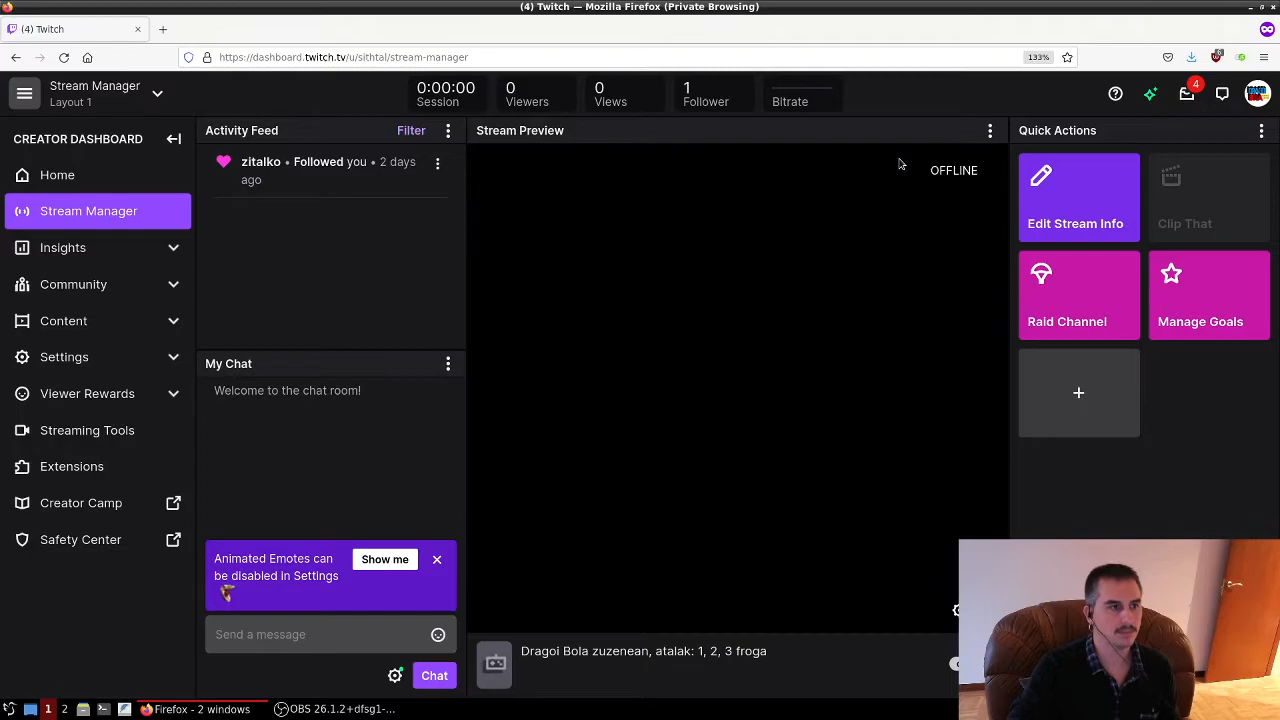 (4) Twitch — Mozilla Firefox (Private Browsing)
(4) Twitch
https://dashboard.twitch.tv/u/sithtal/stream-manager
133%
Stream Manager
Layout 1
0:00:00
Session
0
Viewers
0
Views
1
Follower
Bitrate
4
CREATOR DASHBOARD
Home
Stream Manager
Insights
Community
Content
Settings
Viewer Rewards
Streaming Tools
Extensions
Creator Camp
Safety Center
Activity Feed
Filter
zitalko • Followed you • 2 days
ago
My Chat
Welcome to the chat room!
Animated Emotes can
be disabled in Settings
Show me
Send a message
Chat
Stream Preview
OFFLINE
Dragoi Bola zuzenean, atalak: 1, 2, 3 froga
Quick Actions
Edit Stream Info
Clip That
Raid Channel
Manage Goals
+
1
2
Firefox - 2 windows
OBS 26.1.2+dfsg1-...